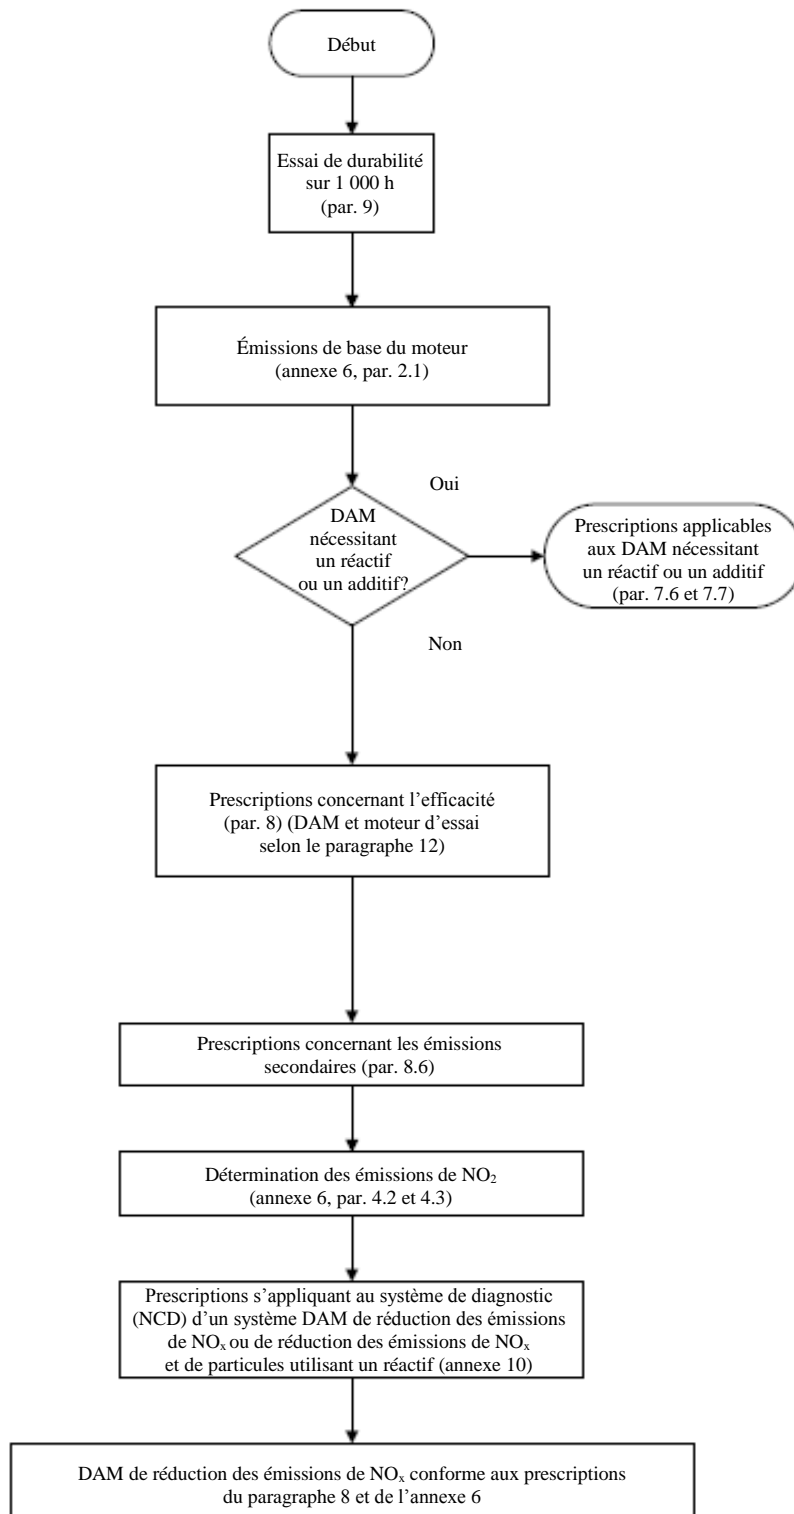 Début
Essai de durabilité
sur 1 000 h
(par. 9)
Émissions de base du moteur
(annexe 6, par. 2.1)
Oui
DAM
nécessitant
un réactif
ou un additif?
Prescriptions applicables
aux DAM nécessitant
un réactif ou un additif
(par. 7.6 et 7.7)
Non
Prescriptions concernant l’efficacité
(par. 8) (DAM et moteur d’essai
selon le paragraphe 12)
Prescriptions concernant les émissions
secondaires (par. 8.6)
Détermination des émissions de NO₂
(annexe 6, par. 4.2 et 4.3)
Prescriptions s’appliquant au système de diagnostic
(NCD) d’un système DAM de réduction des émissions
de NOₓ ou de réduction des émissions de NOₓ
et de particules utilisant un réactif (annexe 10)
DAM de réduction des émissions de NOₓ conforme aux prescriptions
du paragraphe 8 et de l’annexe 6